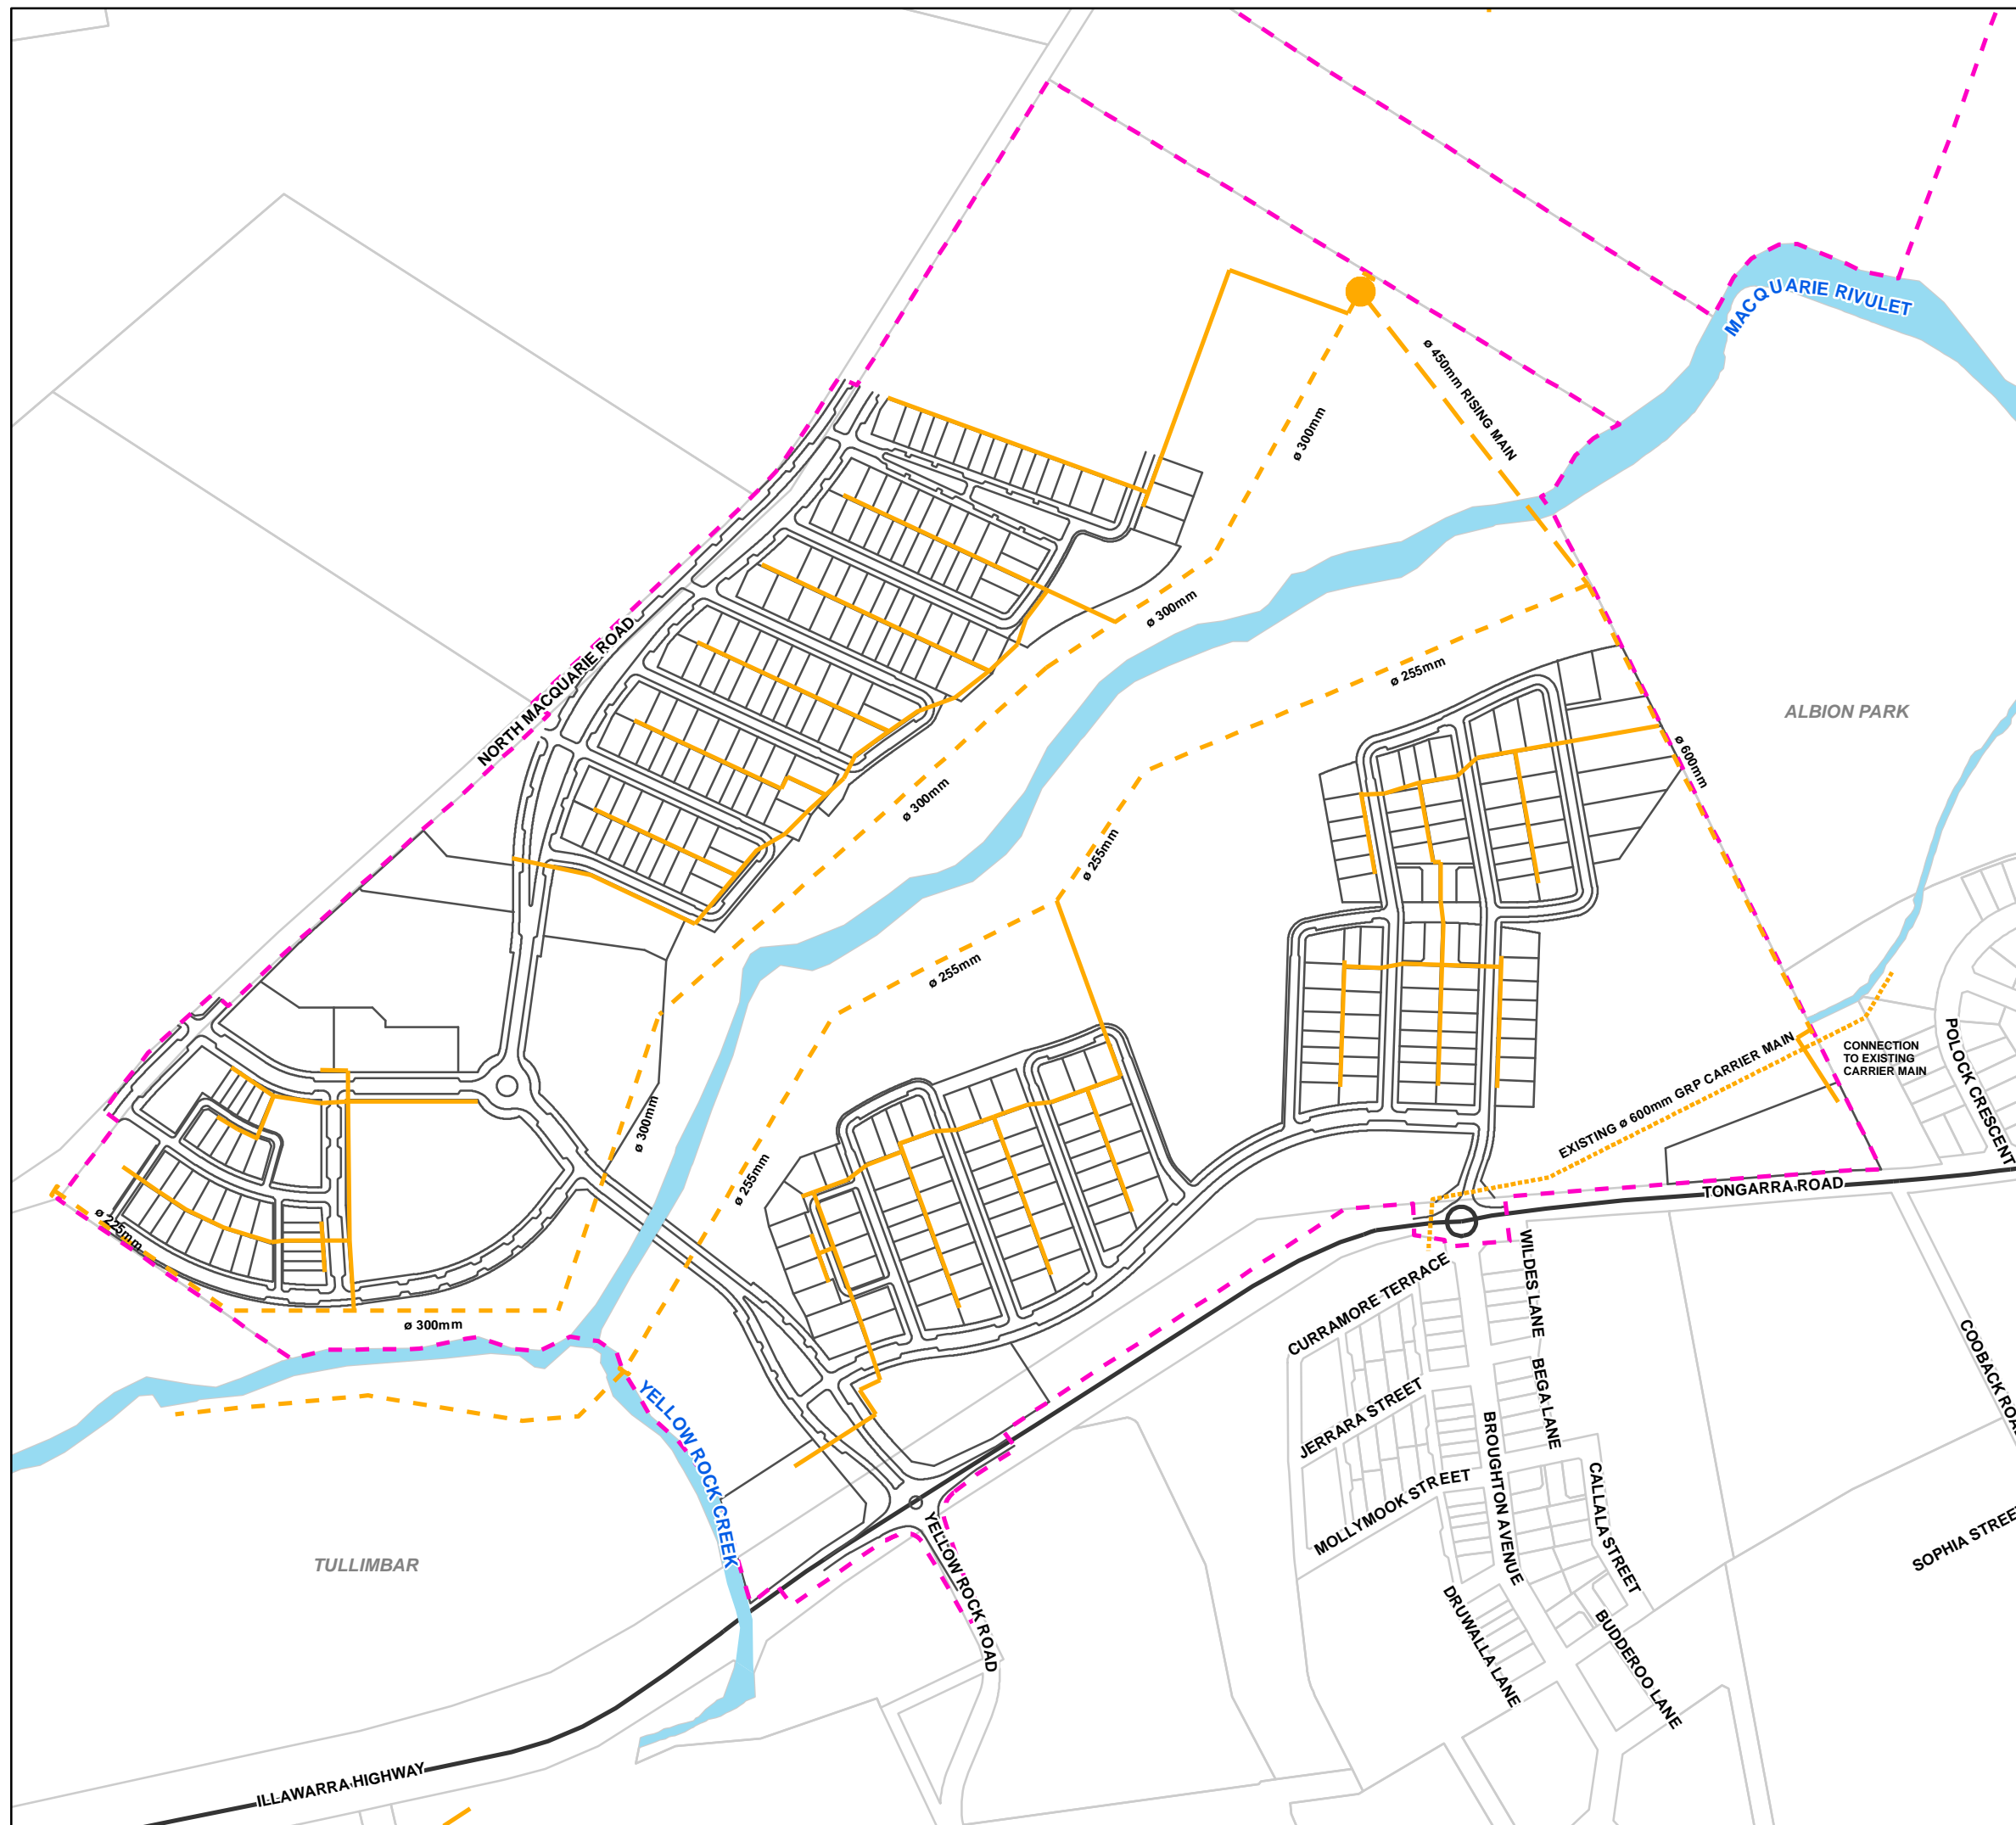 MACQUARIE RIVULET
ø 450mm RISING MAIN
ø 300mm
ø 300mm
NORTH MACQUARIE ROAD
ø 255mm
ALBION PARK
ø 600mm
ø 300mm
ø 255mm
ø 255mm
EXISTING ø 600mm GRP CARRIER MAIN
CONNECTION
TO EXISTING
CARRIER MAIN
POLOCK CRESCENT
ø 300mm
ø 255mm
TONGARRA ROAD
ø 225mm
ø 300mm
CURRAMORE TERRACE
WILDES LANE
COOBACK ROA
YELLOW ROCK CREEK
JERRARA STREET
BEGA LANE
BROUGHTON AVENUE
MOLLYMOOK STREET
CALLALA STREET
SOPHIA STREE
TULLIMBAR
YELLOW ROCK ROAD
DRUWALLA LANE
BUDDEROO LANE
ILLAWARRA HIGHWAY